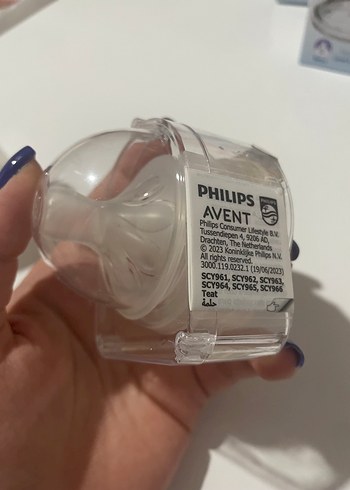 PHILIPS
AVENT
Philips Consumer Lifestyle B.V.
Tussendiepen 4, 9206 AD,
Drachten, The Netherlands
© 2023 Koninklijke Philips N.V.
All rights reserved.
3000.119.0232.1 (19/06/2023)
SCY961, SCY962, SCY963,
SCY964, SCY965, SCY966
Teat